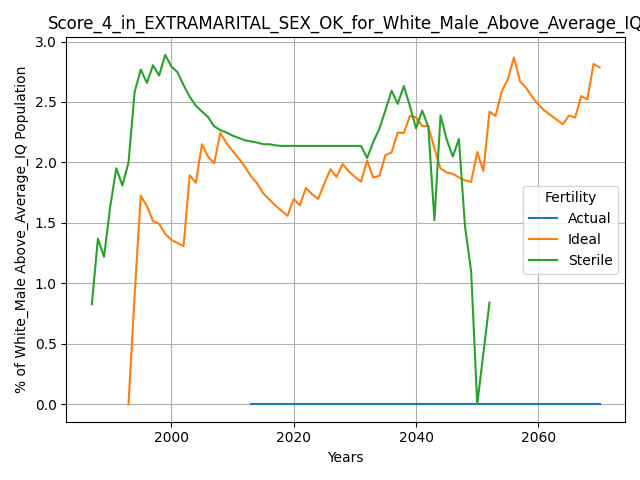 Score_4_in_EXTRAMARITAL_SEX_OK_for_White_Male_Above_Average_IQ
% of White_Male Above_Average_IQ Population
3.0
2.5
2.0
1.5
1.0
0.5
0.0
Fertility
Actual
Ideal
Sterile
2000
2020
2040
2060
Years